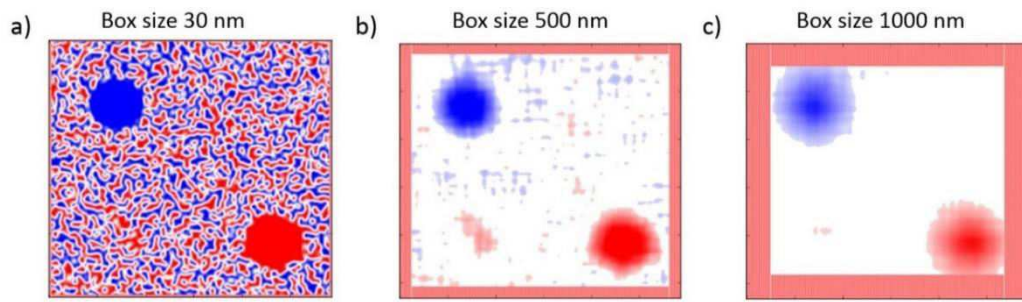 a)
Box size 30 nm
b)
Box size 500 nm
c)
Box size 1000 nm